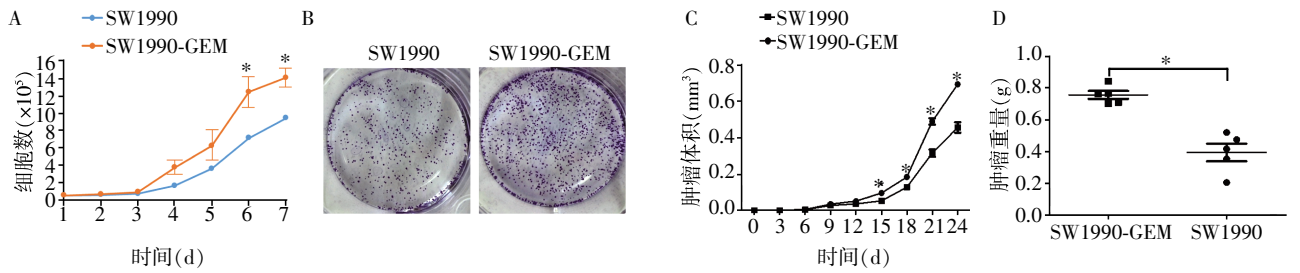 A
SW1990
SW1990-GEM
细胞数(×10⁵)
16
14
12
10
8
6
4
2
0
* *
1 2 3 4 5 6 7
时间(d)
B
SW1990 SW1990-GEM
C
SW1990
SW1990-GEM
肿瘤体积(mm³)
0.8
0.6
0.4
0.2
0.0
* * * *
0 3 6 9 12 15 18 21 24
时间(d)
D
肿瘤重量(g)
1.0
0.8
0.6
0.4
0.2
0.0
*
SW1990-GEM SW1990